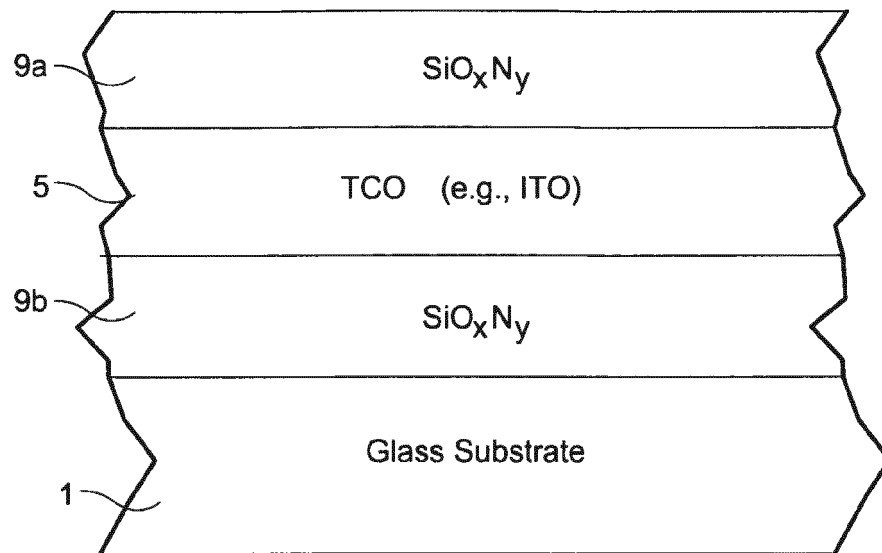 9a SiOxNy
5 TCO (e.g., ITO)
9b SiOxNy
Glass Substrate
1